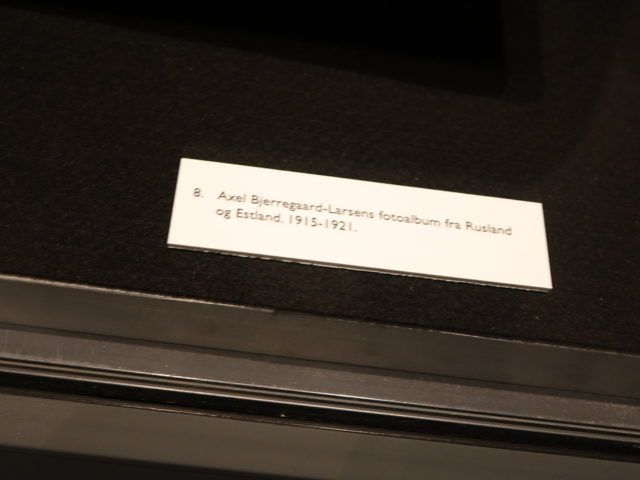 8. Axel Bjerregaard-Larsens fotoalbum fra Rusland
og Estland. 1915-1921.